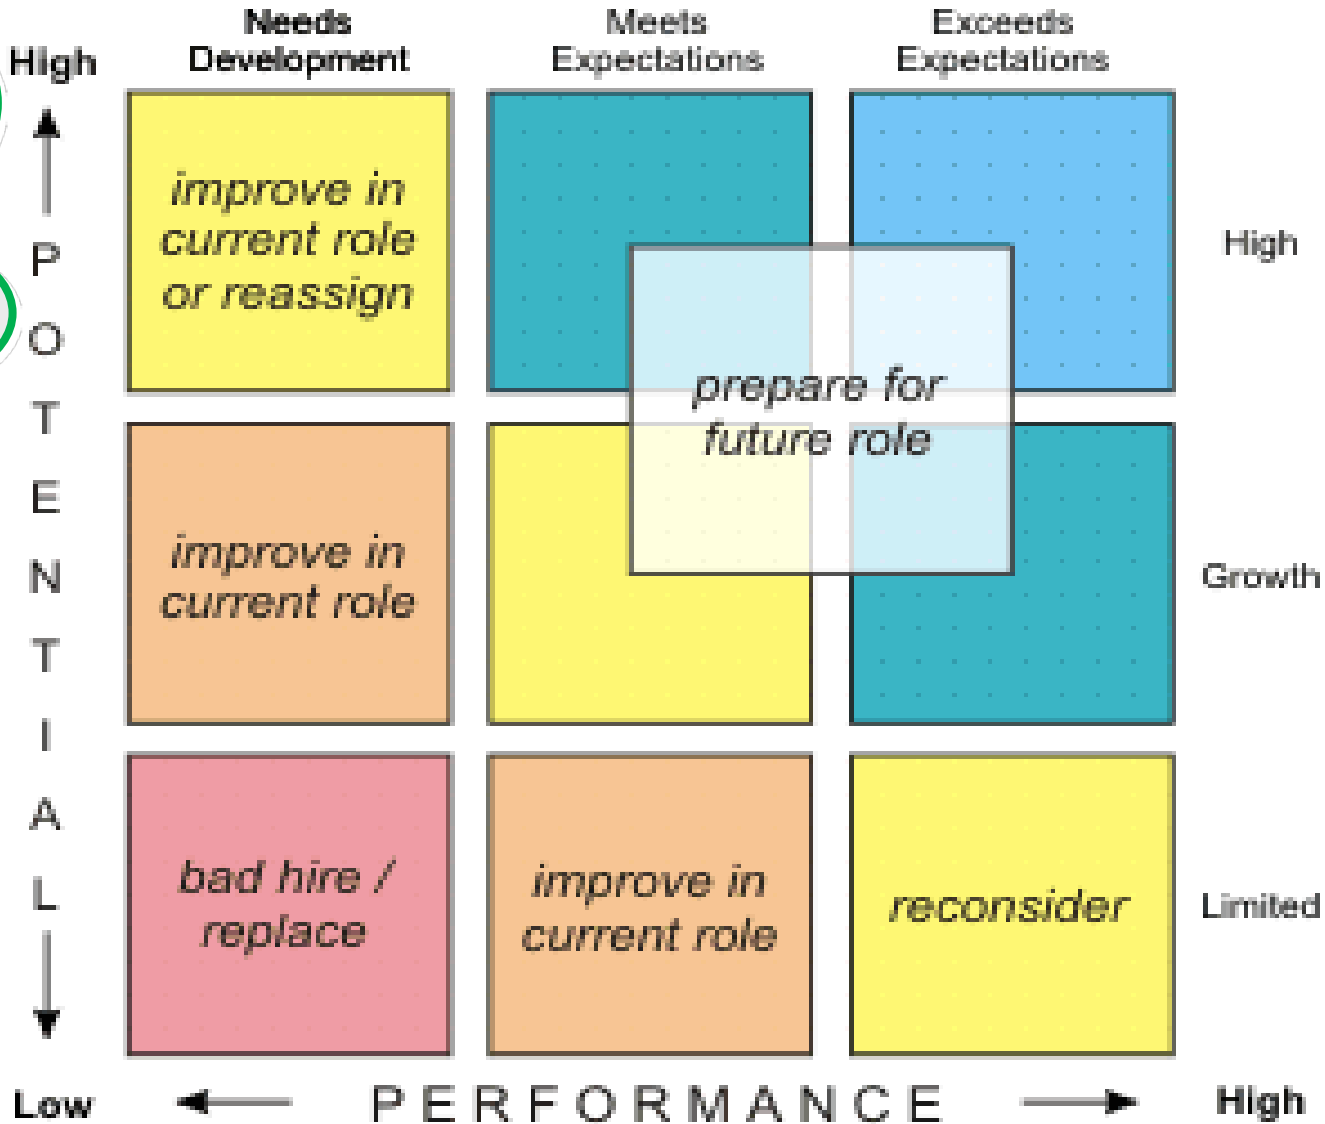 Needs
Development
Meets
Expectations
Exceeds
Expectations
High
improve in
current role
or reassign
High
prepare for
future role
POTENTIAL
improve in
current role
Growth
bad hire /
replace
improve in
current role
reconsider
Limited
Low
PERFORMANCE
High